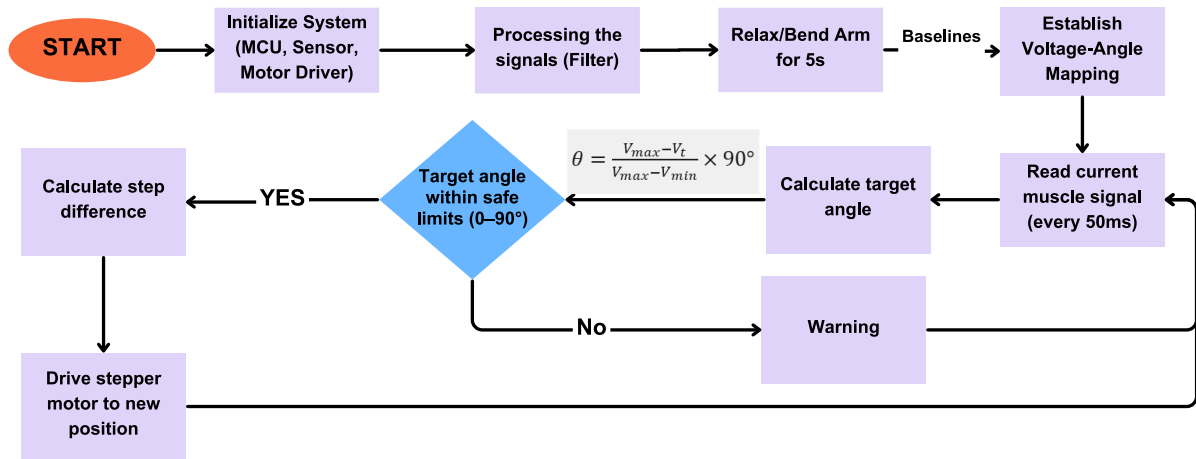 START
Initialize System
(MCU, Sensor,
Motor Driver)
Processing the
signals (Filter)
Relax/Bend Arm
for 5s
Baselines
Establish
Voltage-Angle
Mapping
Read current
muscle signal
(every 50ms)
Calculate target
angle
θ = (V_max−V_t)/(V_max−V_min) × 90°
Target angle
within safe
limits (0–90°)
YES
Calculate step
difference
Drive stepper
motor to new
position
No
Warning